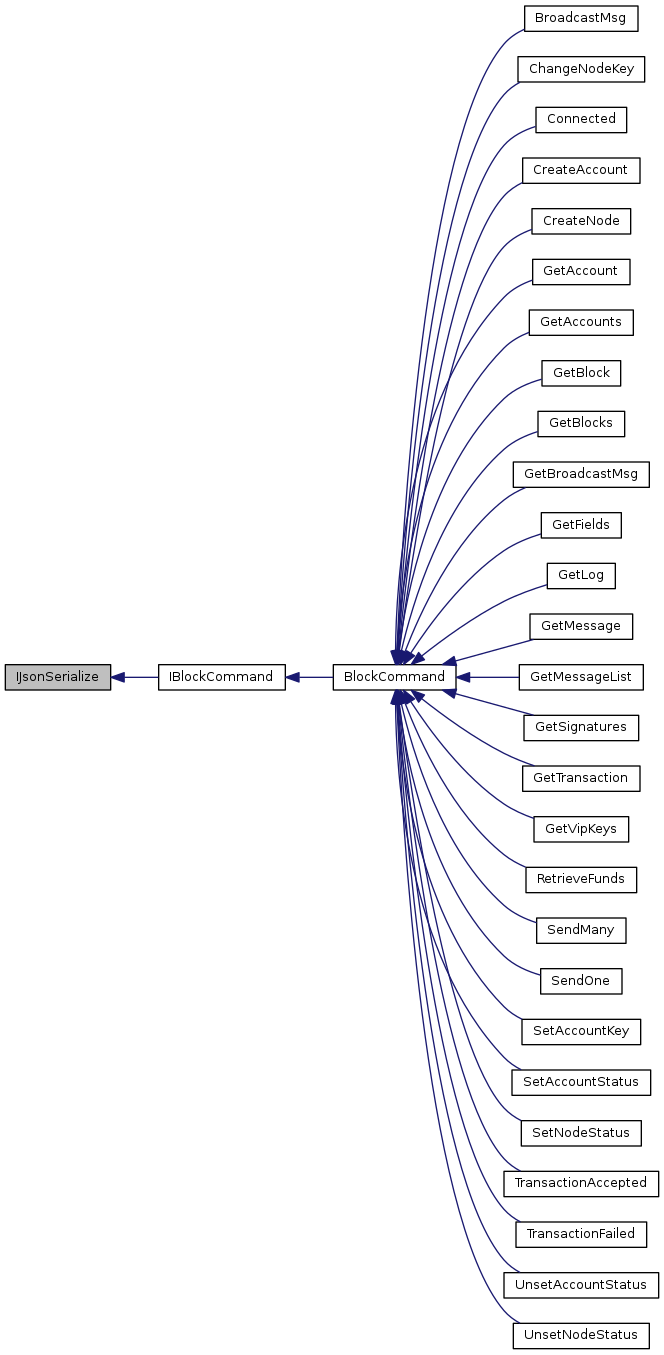 BroadcastMsg
ChangeNodeKey
Connected
CreateAccount
CreateNode
GetAccount
GetAccounts
GetBlock
GetBlocks
GetBroadcastMsg
GetFields
GetLog
GetMessage
IJsonSerialize
IBlockCommand
BlockCommand
GetMessageList
GetSignatures
GetTransaction
GetVipKeys
RetrieveFunds
SendMany
SendOne
SetAccountKey
SetAccountStatus
SetNodeStatus
TransactionAccepted
TransactionFailed
UnsetAccountStatus
UnsetNodeStatus